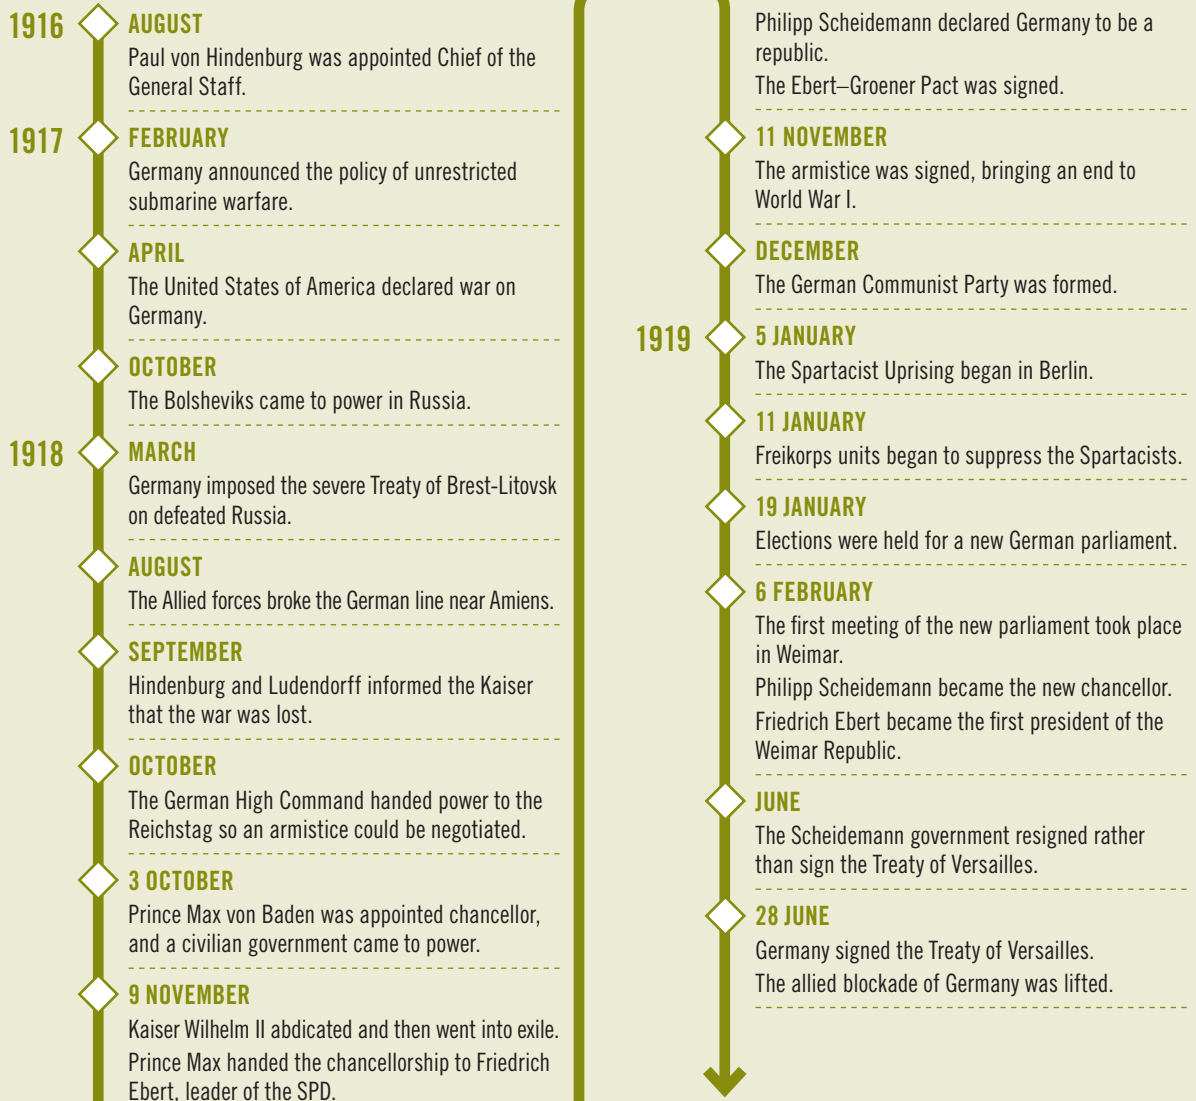 1916
AUGUST
Paul von Hindenburg was appointed Chief of the
General Staff.
1917
FEBRUARY
Germany announced the policy of unrestricted
submarine warfare.
APRIL
The United States of America declared war on
Germany.
OCTOBER
The Bolsheviks came to power in Russia.
1918
MARCH
Germany imposed the severe Treaty of Brest-Litovsk
on defeated Russia.
AUGUST
The Allied forces broke the German line near Amiens.
SEPTEMBER
Hindenburg and Ludendorff informed the Kaiser
that the war was lost.
OCTOBER
The German High Command handed power to the
Reichstag so an armistice could be negotiated.
3 OCTOBER
Prince Max von Baden was appointed chancellor,
and a civilian government came to power.
9 NOVEMBER
Kaiser Wilhelm II abdicated and then went into exile.
Prince Max handed the chancellorship to Friedrich
Ebert, leader of the SPD.
Philipp Scheidemann declared Germany to be a
republic.
The Ebert–Groener Pact was signed.
11 NOVEMBER
The armistice was signed, bringing an end to
World War I.
DECEMBER
The German Communist Party was formed.
1919
5 JANUARY
The Spartacist Uprising began in Berlin.
11 JANUARY
Freikorps units began to suppress the Spartacists.
19 JANUARY
Elections were held for a new German parliament.
6 FEBRUARY
The first meeting of the new parliament took place
in Weimar.
Philipp Scheidemann became the new chancellor.
Friedrich Ebert became the first president of the
Weimar Republic.
JUNE
The Scheidemann government resigned rather
than sign the Treaty of Versailles.
28 JUNE
Germany signed the Treaty of Versailles.
The allied blockade of Germany was lifted.